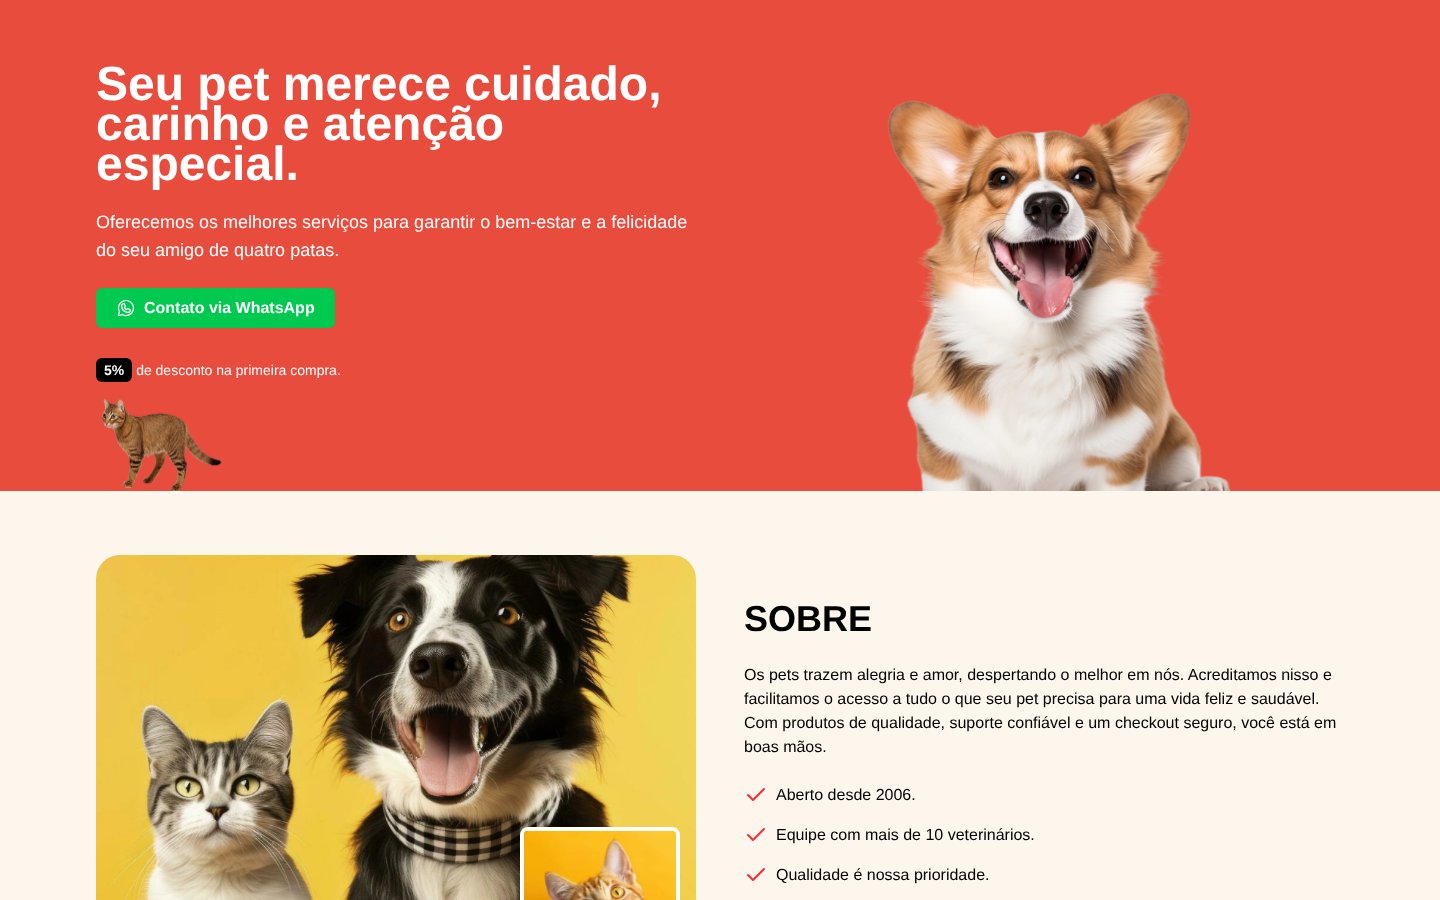 Seu pet merece cuidado,
carinho e atenção
especial.
Oferecemos os melhores serviços para garantir o bem-estar e a felicidade
do seu amigo de quatro patas.
Contato via WhatsApp
5% de desconto na primeira compra.
SOBRE
Os pets trazem alegria e amor, despertando o melhor em nós. Acreditamos nisso e
facilitamos o acesso a tudo o que seu pet precisa para uma vida feliz e saudável.
Com produtos de qualidade, suporte confiável e um checkout seguro, você está em
boas mãos.
Aberto desde 2006.
Equipe com mais de 10 veterinários.
Qualidade é nossa prioridade.